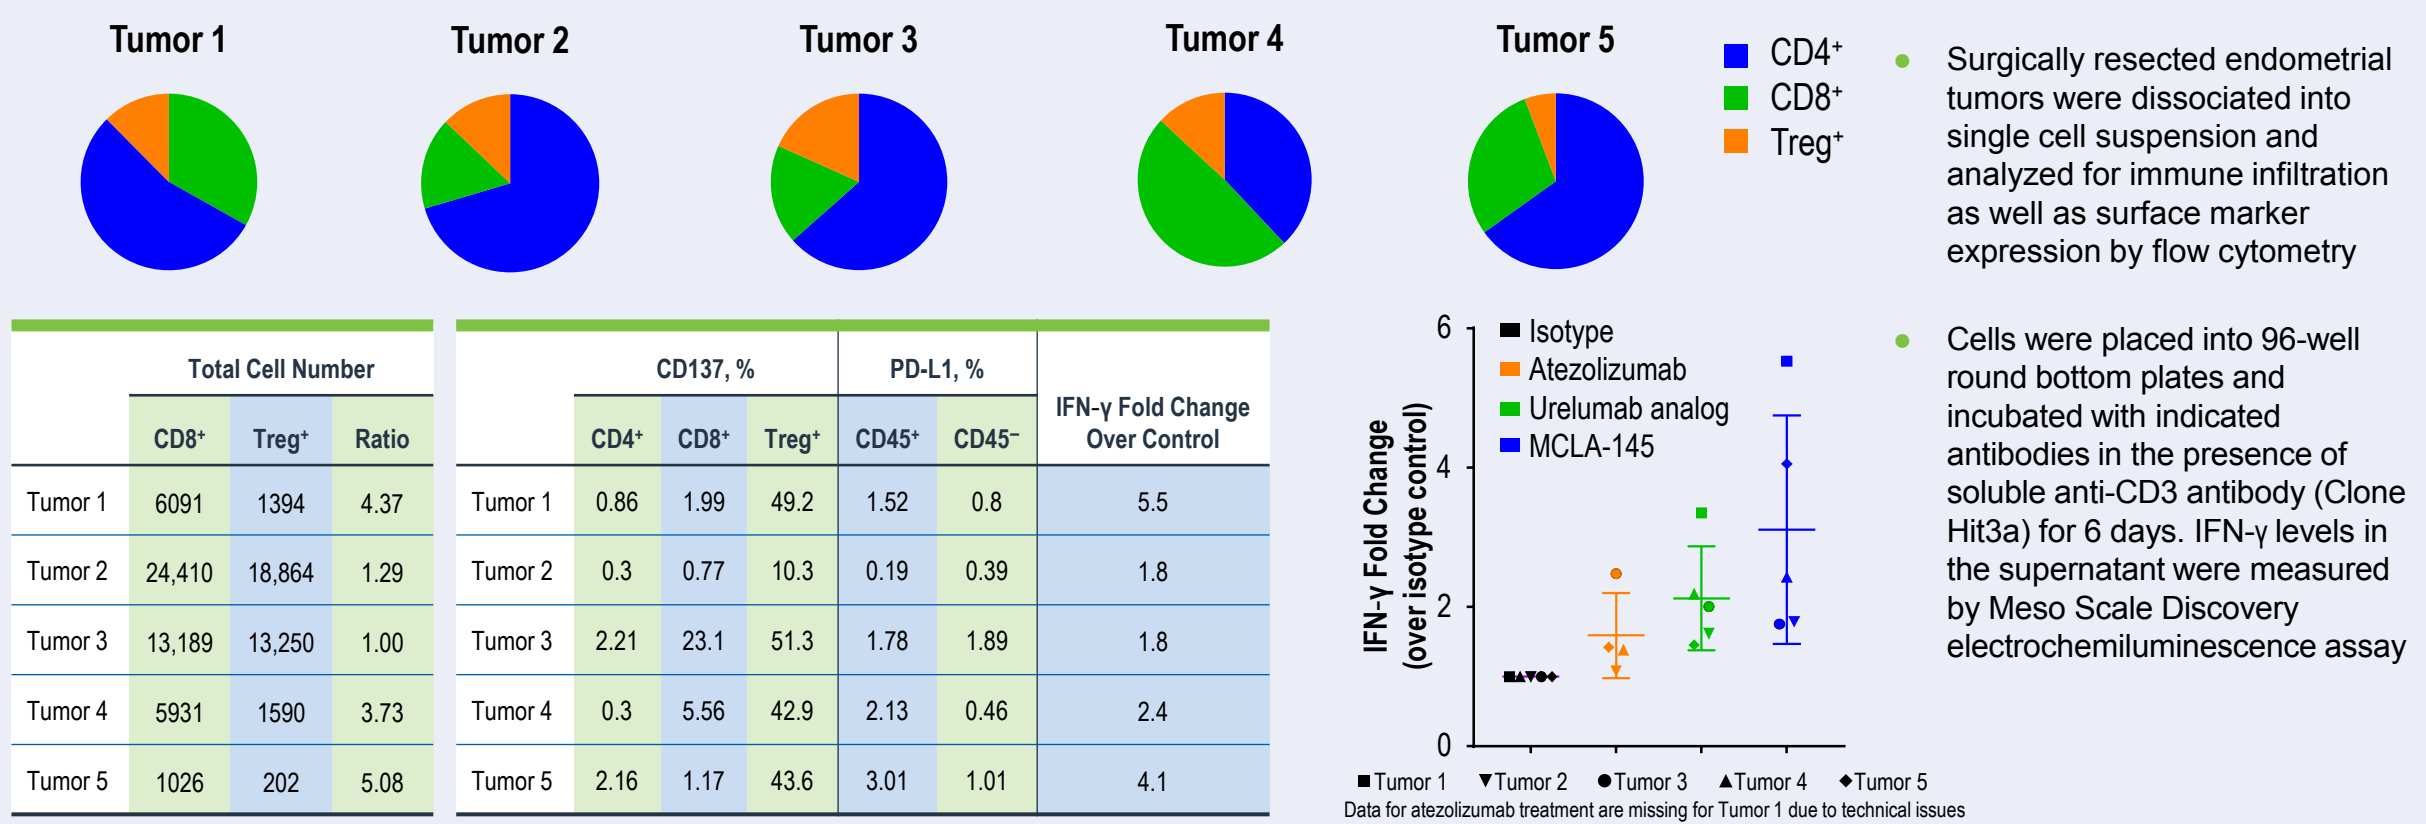 Tumor 1
Tumor 2
Tumor 3
Tumor 4
Tumor 5
CD4⁺
CD8⁺
Treg⁺
Surgically resected endometrial
tumors were dissociated into
single cell suspension and
analyzed for immune infiltration
as well as surface marker
expression by flow cytometry
Total Cell Number
CD8⁺ Treg⁺ Ratio
Tumor 1 6091 1394 4.37
Tumor 2 24,410 18,864 1.29
Tumor 3 13,189 13,250 1.00
Tumor 4 5931 1590 3.73
Tumor 5 1026 202 5.08
CD137, % PD-L1, %
IFN-γ Fold Change
Over Control
CD4⁺ CD8⁺ Treg⁺ CD45⁺ CD45⁻
Tumor 1 0.86 1.99 49.2 1.52 0.8 5.5
Tumor 2 0.3 0.77 10.3 0.19 0.39 1.8
Tumor 3 2.21 23.1 51.3 1.78 1.89 1.8
Tumor 4 0.3 5.56 42.9 2.13 0.46 2.4
Tumor 5 2.16 1.17 43.6 3.01 1.01 4.1
IFN-γ Fold Change
(over isotype control)
6
4
2
0
Isotype
Atezolizumab
Urelumab analog
MCLA-145
Tumor 1 Tumor 2 Tumor 3 Tumor 4 Tumor 5
Data for atezolizumab treatment are missing for Tumor 1 due to technical issues
Cells were placed into 96-well
round bottom plates and
incubated with indicated
antibodies in the presence of
soluble anti-CD3 antibody (Clone
Hit3a) for 6 days. IFN-γ levels in
the supernatant were measured
by Meso Scale Discovery
electrochemiluminescence assay